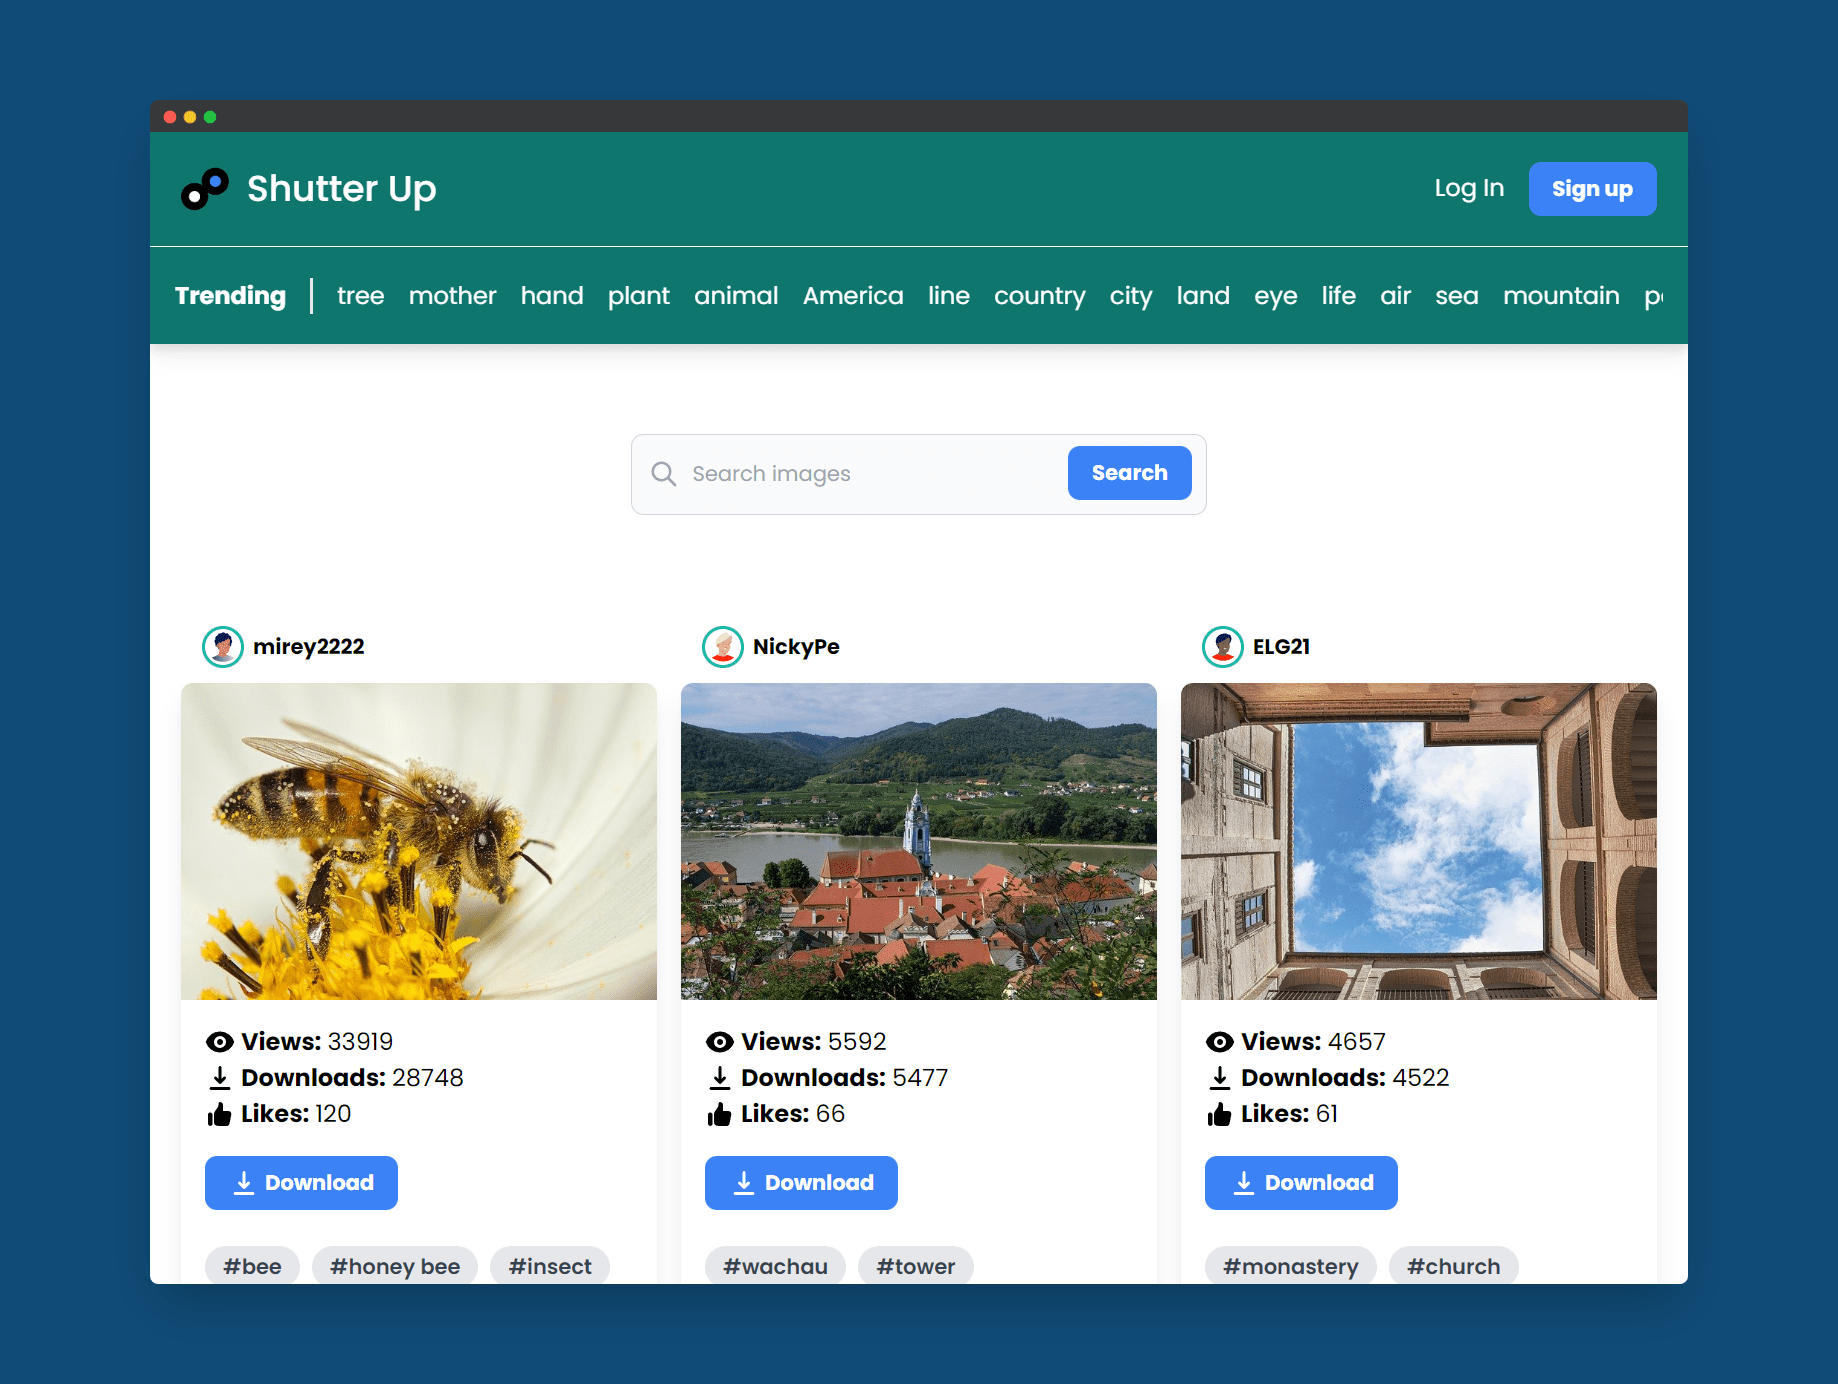 Shutter Up
Log In
Sign up
Trending
tree mother hand plant animal America line country city land eye life air sea mountain
Search images
Search
mirey2222
NickyPe
ELG21
Views: 33919
Downloads: 28748
Likes: 120
Download
#bee #honey bee #insect
Views: 5592
Downloads: 5477
Likes: 66
Download
#wachau #tower
Views: 4657
Downloads: 4522
Likes: 61
Download
#monastery #church